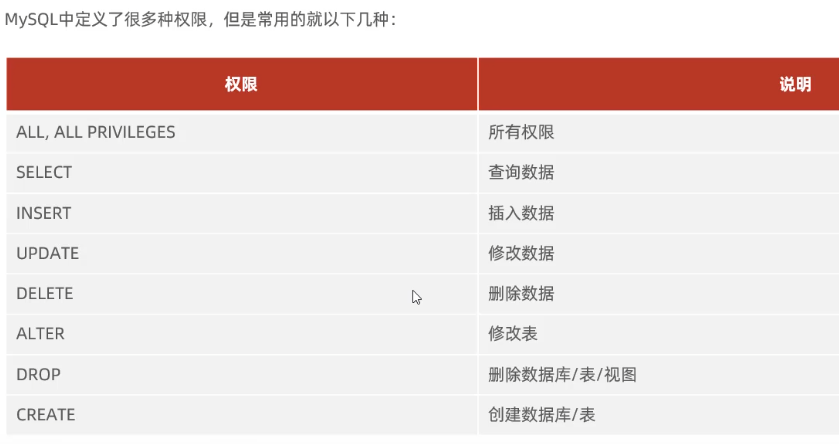 MySQL中定义了很多种权限，但是常用的就以下几种：
权限 说明
ALL, ALL PRIVILEGES 所有权限
SELECT 查询数据
INSERT 插入数据
UPDATE 修改数据
DELETE 删除数据
ALTER 修改表
DROP 删除数据库/表/视图
CREATE 创建数据库/表